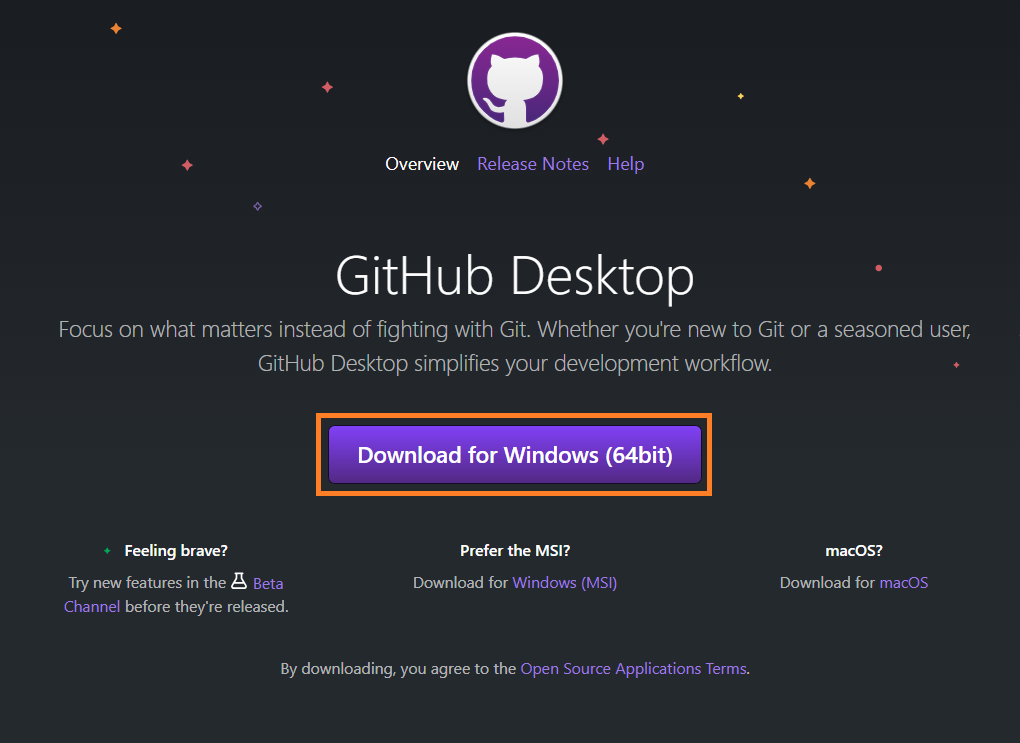 Overview Release Notes Help
GitHub Desktop
Focus on what matters instead of fighting with Git. Whether you're new to Git or a seasoned user,
GitHub Desktop simplifies your development workflow.
Download for Windows (64bit)
Feeling brave?
Try new features in the Beta
Channel before they're released.
Prefer the MSI?
Download for Windows (MSI)
macOS?
Download for macOS
By downloading, you agree to the Open Source Applications Terms.